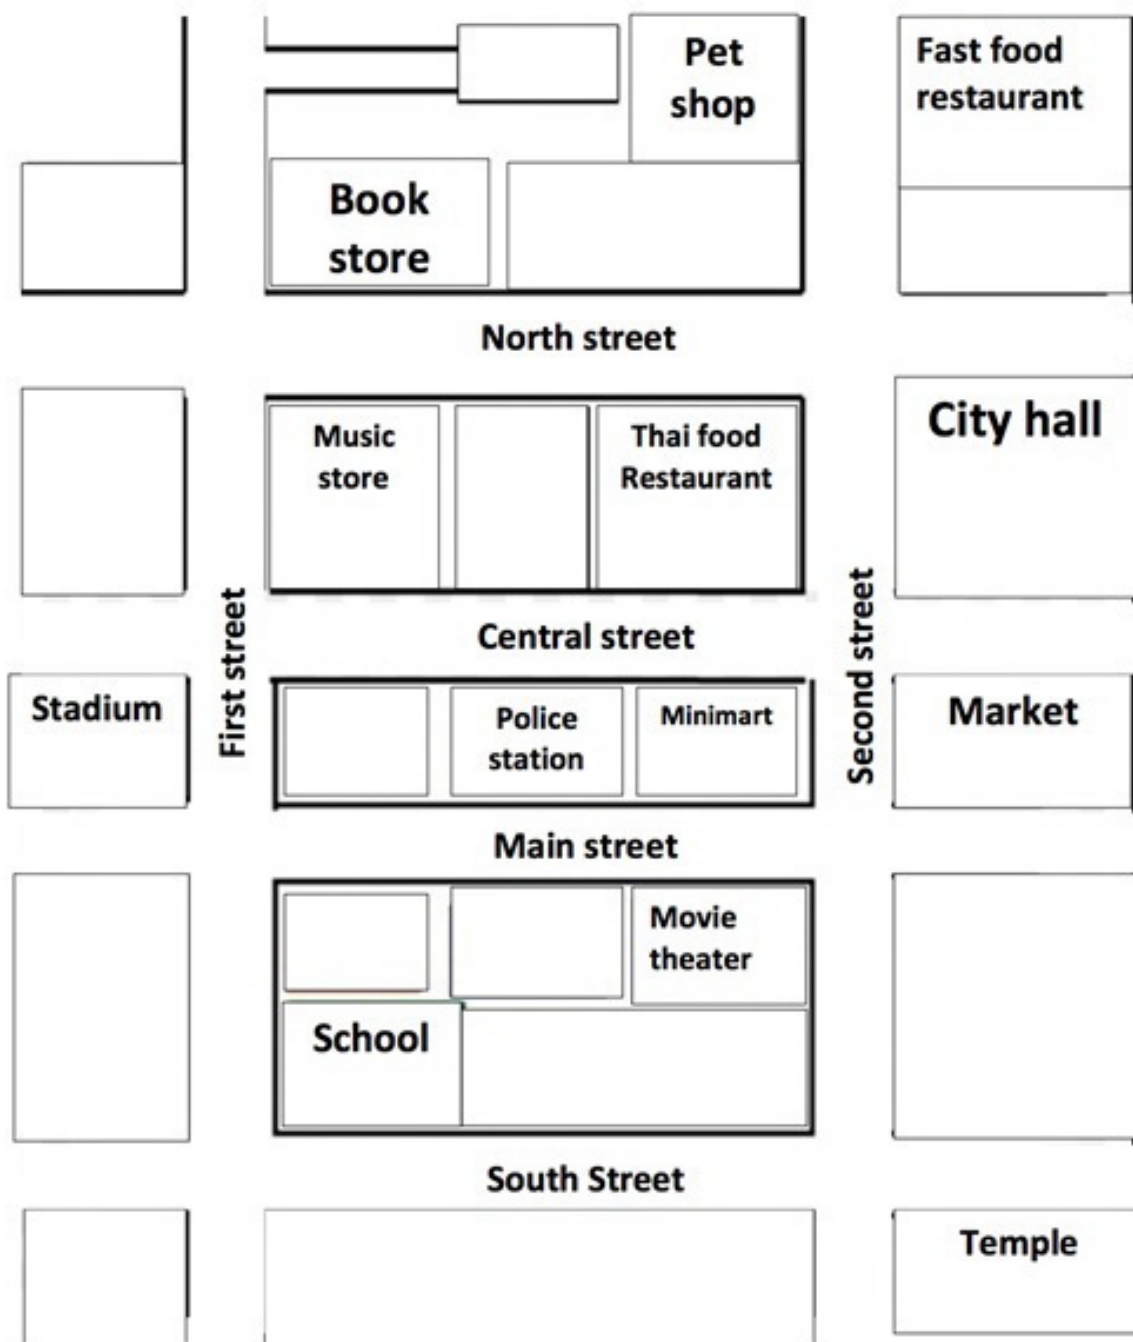 Pet
shop
Fast food
restaurant
Book
store
North street
Music
store
Thai food
Restaurant
City hall
First street
Central street
Second street
Stadium
Police
station
Minimart
Market
Main street
Movie
theater
School
South Street
Temple